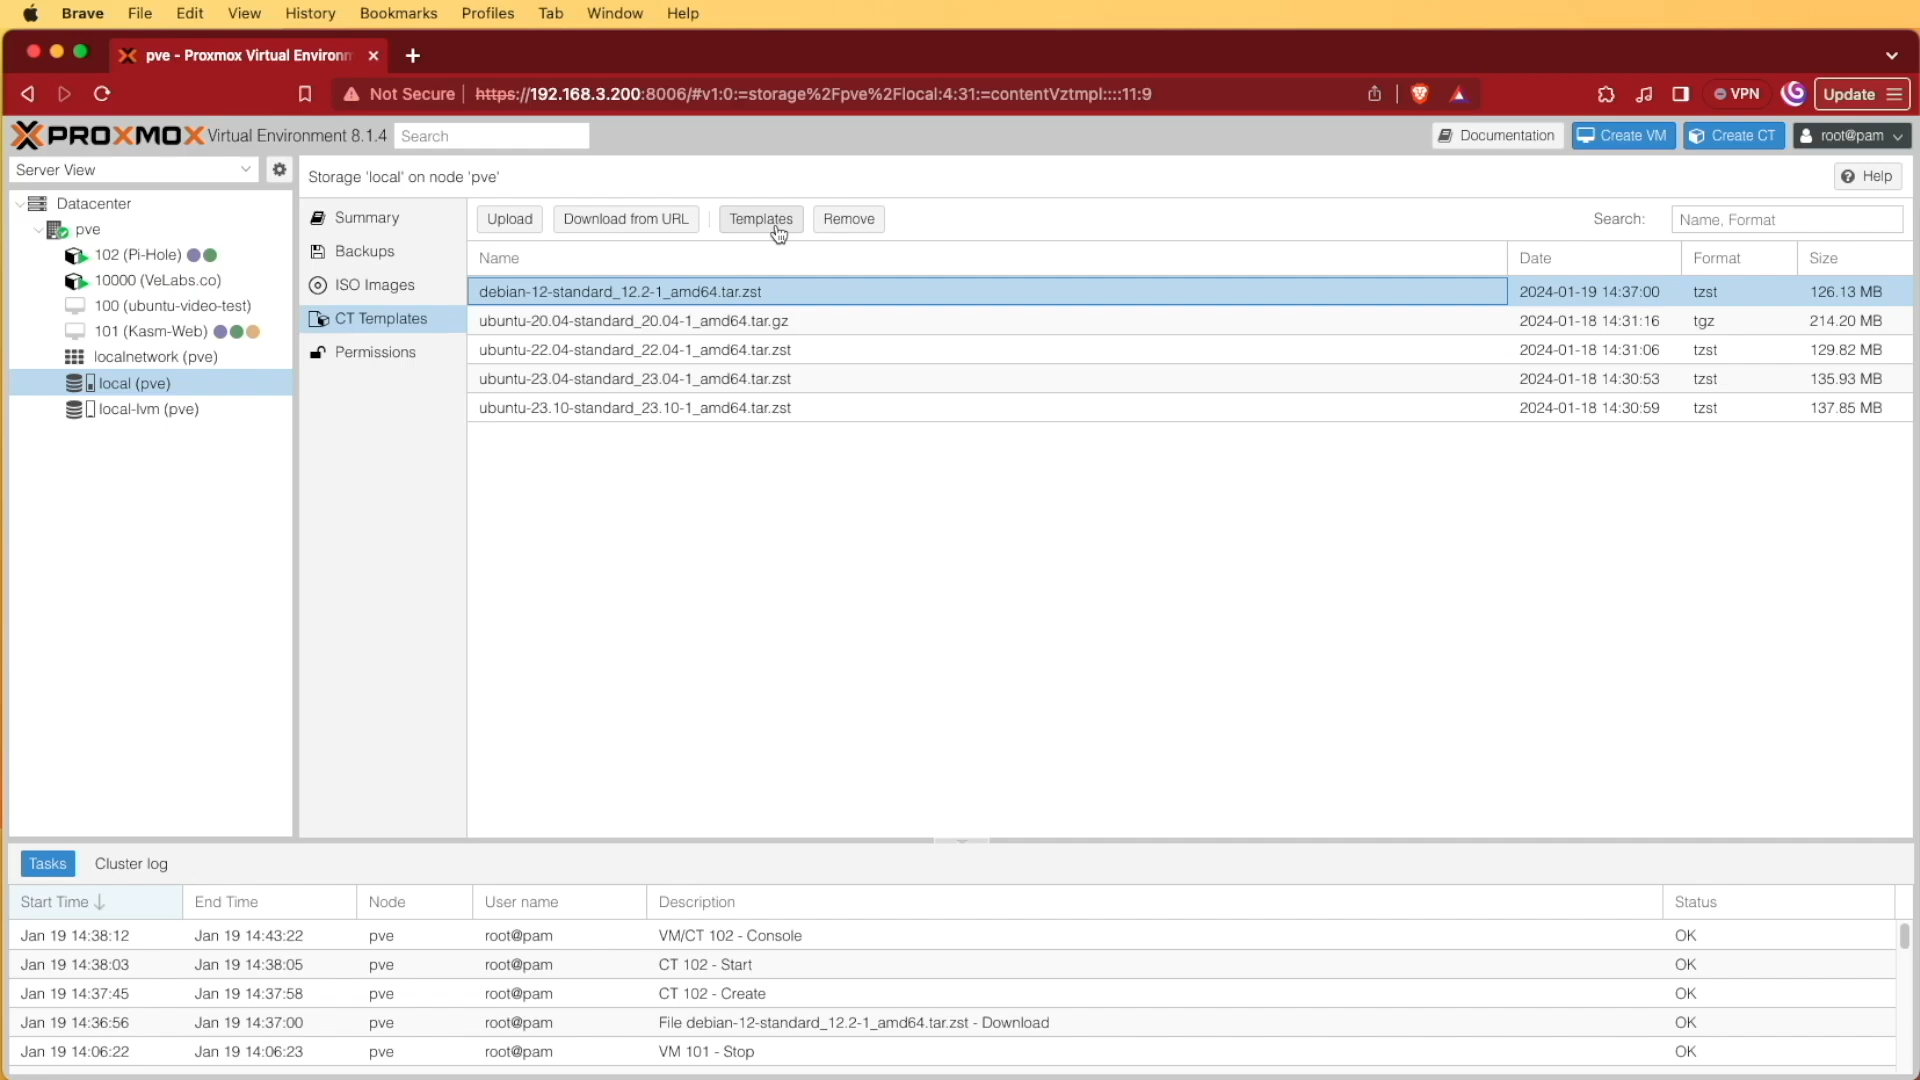 Brave File Edit View History Bookmarks Profiles Tab Window Help
pve - Proxmox Virtual Environm
Not Secure https://192.168.3.200:8006/#v1:0:=storage%2Fpve%2Flocal:4:31:=contentVztmpl::::11:9 VPN Update
PROXMOX Virtual Environment 8.1.4 Search Documentation Create VM Create CT root@pam
Server View
Storage 'local' on node 'pve' Help
Datacenter
pve
102 (Pi-Hole)
10000 (VeLabs.co)
100 (ubuntu-video-test)
101 (Kasm-Web)
localnetwork (pve)
local (pve)
local-lvm (pve)
Summary
Backups
ISO Images
CT Templates
Permissions
Upload Download from URL Templates Remove Search: Name, Format
Name Date Format Size
debian-12-standard_12.2-1_amd64.tar.zst 2024-01-19 14:37:00 tzst 126.13 MB
ubuntu-20.04-standard_20.04-1_amd64.tar.gz 2024-01-18 14:31:16 tgz 214.20 MB
ubuntu-22.04-standard_22.04-1_amd64.tar.zst 2024-01-18 14:31:06 tzst 129.82 MB
ubuntu-23.04-standard_23.04-1_amd64.tar.zst 2024-01-18 14:30:53 tzst 135.93 MB
ubuntu-23.10-standard_23.10-1_amd64.tar.zst 2024-01-18 14:30:59 tzst 137.85 MB
Tasks Cluster log
Start Time End Time Node User name Description Status
Jan 19 14:38:12 Jan 19 14:43:22 pve root@pam VM/CT 102 - Console OK
Jan 19 14:38:03 Jan 19 14:38:05 pve root@pam CT 102 - Start OK
Jan 19 14:37:45 Jan 19 14:37:58 pve root@pam CT 102 - Create OK
Jan 19 14:36:56 Jan 19 14:37:00 pve root@pam File debian-12-standard_12.2-1_amd64.tar.zst - Download OK
Jan 19 14:06:22 Jan 19 14:06:23 pve root@pam VM 101 - Stop OK